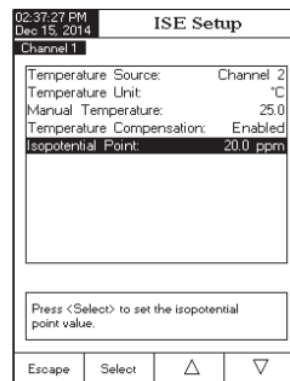 02:37:27 PM
Dec 15, 2014
ISE Setup
Channel 1
Temperature Source: Channel 2
Temperature Unit: °C
Manual Temperature: 25.0
Temperature Compensation: Enabled
Isopotential Point: 20.0 ppm
Press <Select> to set the isopotential
point value.
Escape Select △ ▽